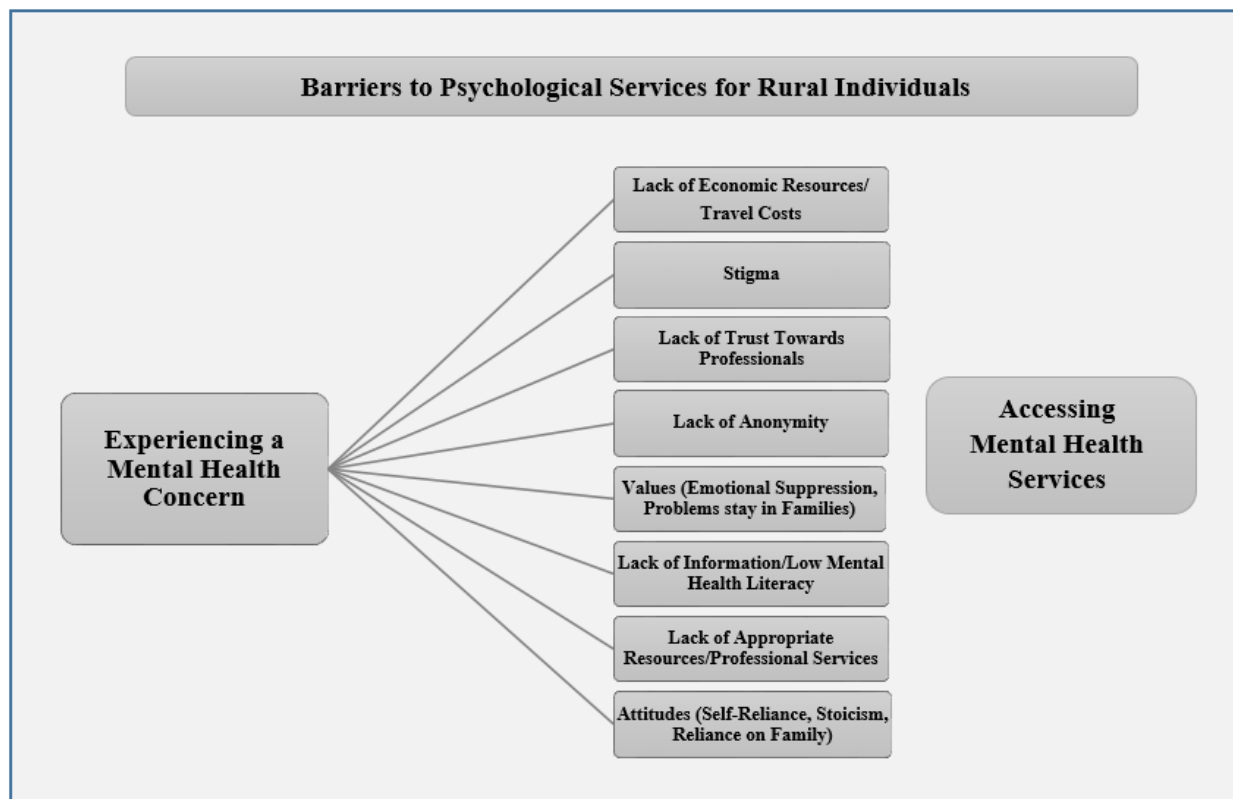 Barriers to Psychological Services for Rural Individuals
Experiencing a
Mental Health
Concern
Lack of Economic Resources/
Travel Costs
Stigma
Lack of Trust Towards
Professionals
Lack of Anonymity
Values (Emotional Suppression,
Problems stay in Families)
Lack of Information/Low Mental
Health Literacy
Lack of Appropriate
Resources/Professional Services
Attitudes (Self-Reliance, Stoicism,
Reliance on Family)
Accessing
Mental Health
Services